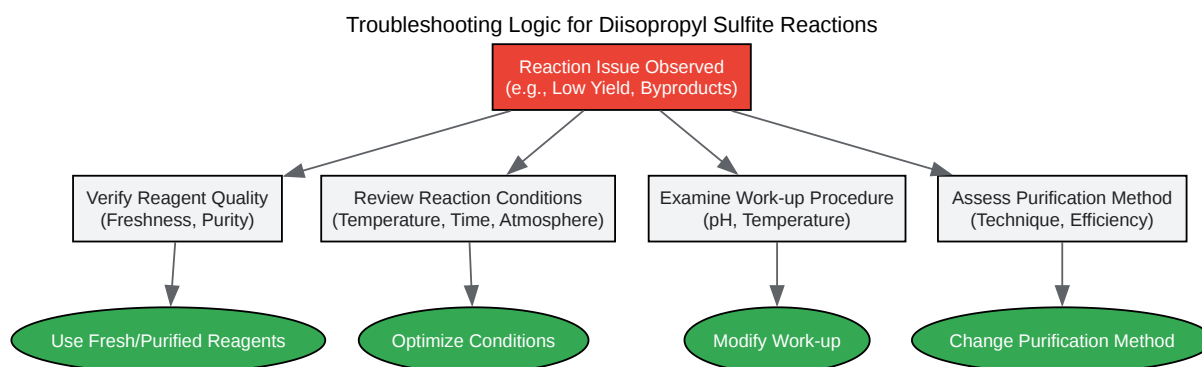 Troubleshooting Logic for Diisopropyl Sulfite Reactions
Reaction Issue Observed
(e.g., Low Yield, Byproducts)
Verify Reagent Quality
(Freshness, Purity)
Review Reaction Conditions
(Temperature, Time, Atmosphere)
Examine Work-up Procedure
(pH, Temperature)
Assess Purification Method
(Technique, Efficiency)
Use Fresh/Purified Reagents
Optimize Conditions
Modify Work-up
Change Purification Method